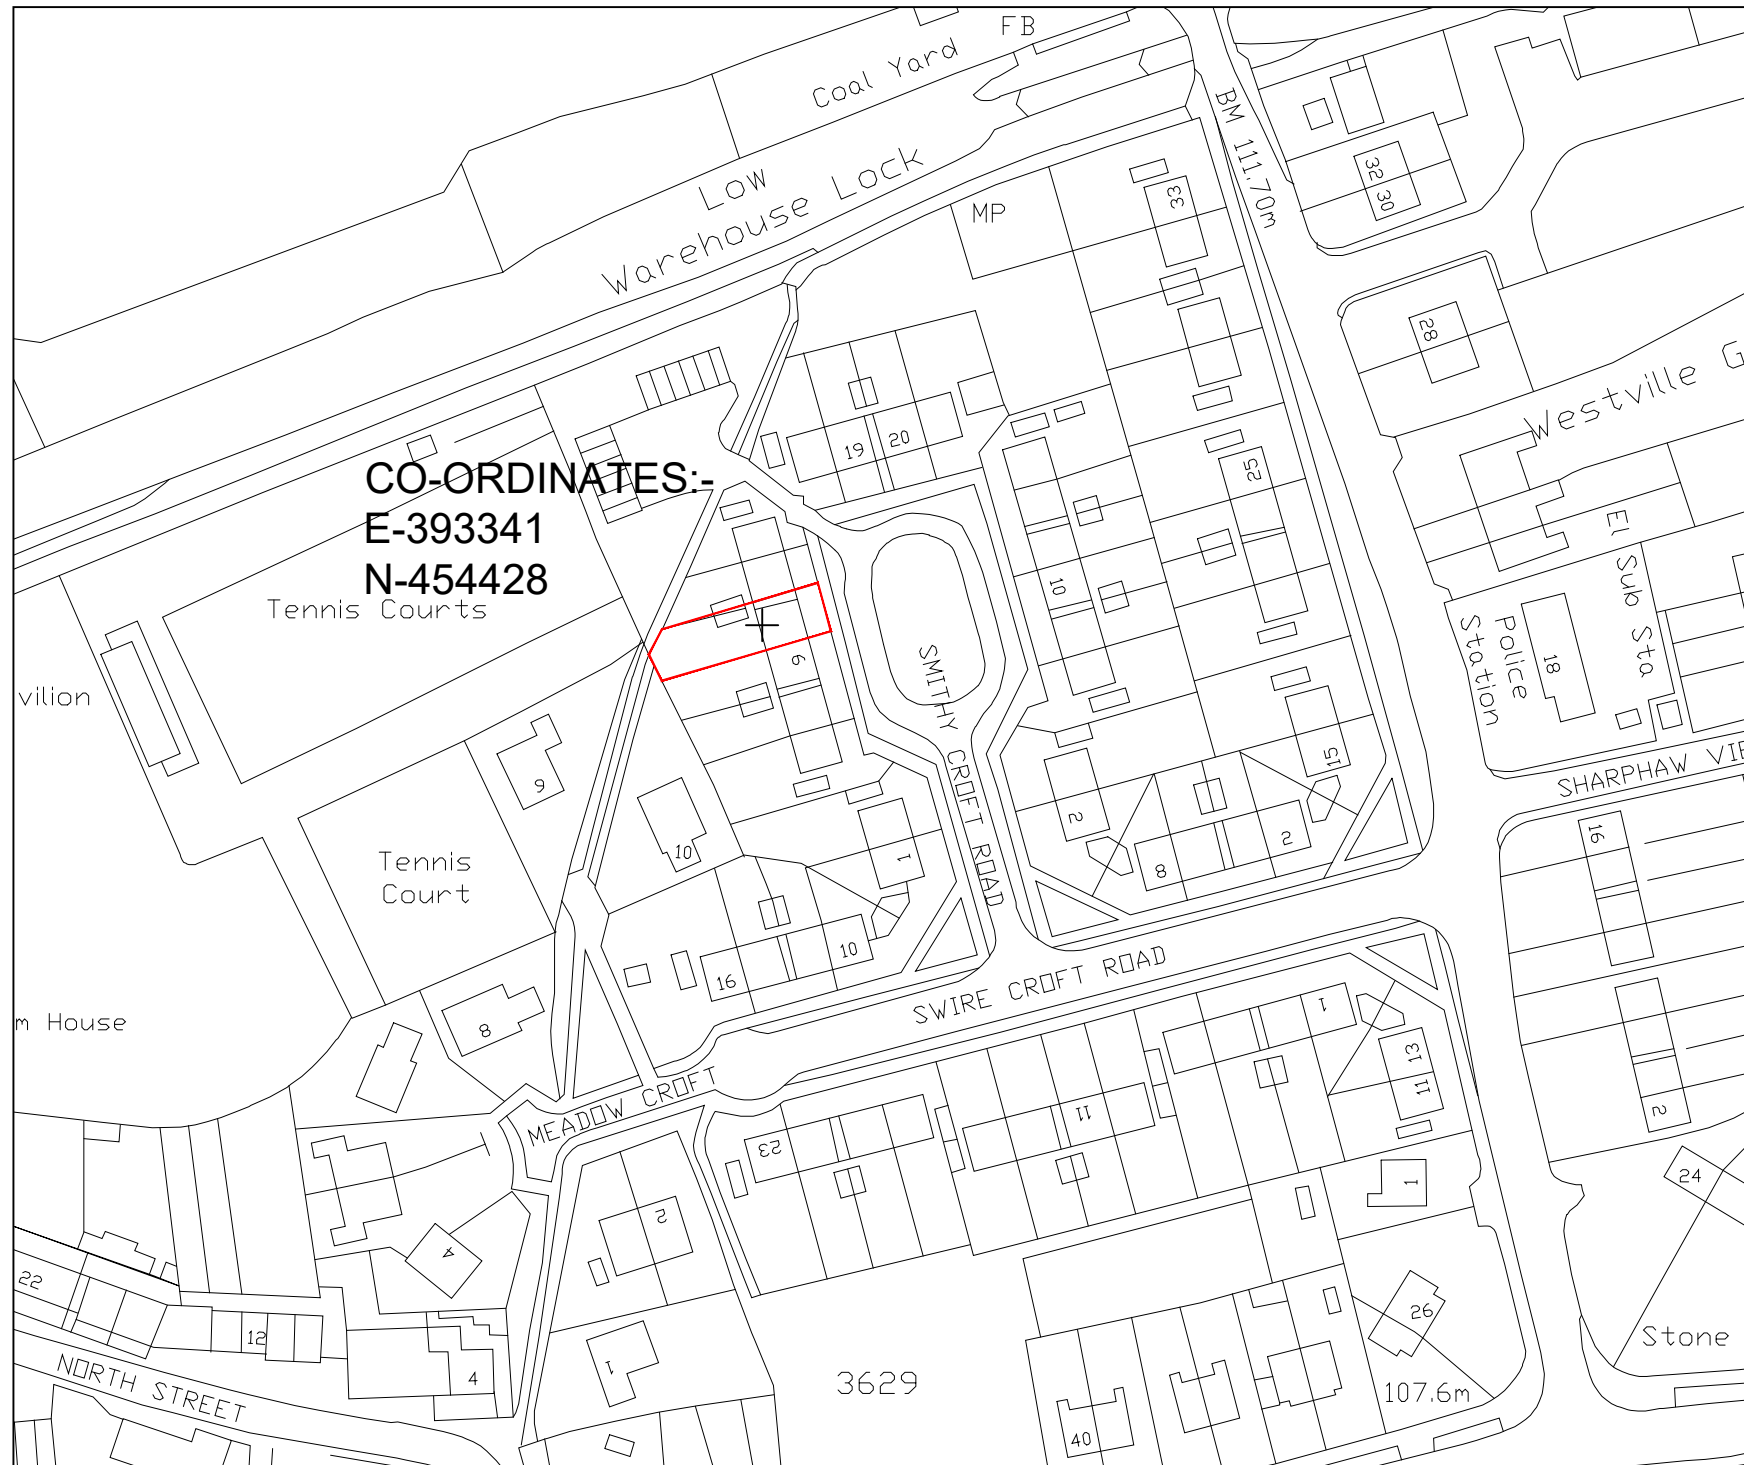 FB
Coal Yard
Low
Warehouse Lock
BM 111.70m
MP
33
32
30
28
Westville G
19
20
25
CO-ORDINATES:-
E-393341
N-454428
Tennis Courts
El Sub Sta
Police
Station
18
10
6
SMITHY CROFT ROAD
vilion
9
15
SHARPHAW VIE
2
8
2
16
10
1
Tennis
Court
10
16
SWIRE CROFT ROAD
m House
8
1
13
11
MEADOW CROFT
11
23
2
1
24
2
4
22
12
26
Stone
1
4
NORTH STREET
3629
107.6m
40